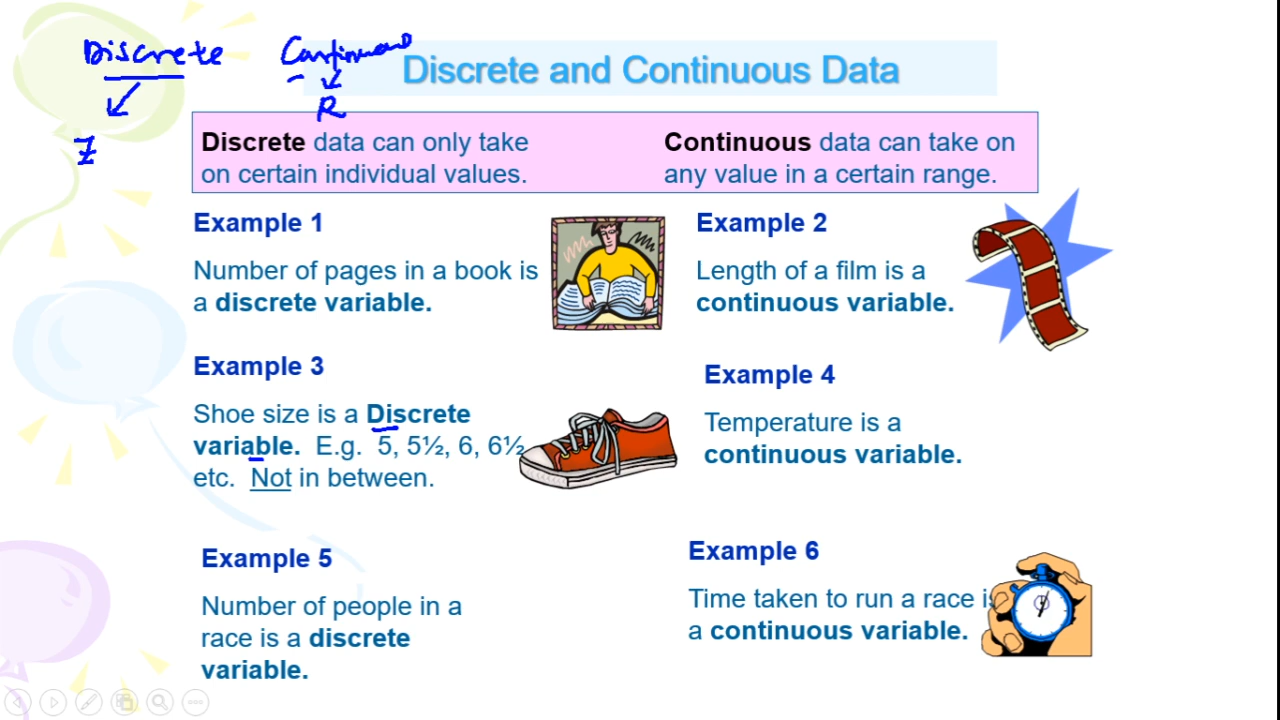 Discrete
Continuous
Discrete and Continuous Data
R
Z
Discrete data can only take
on certain individual values.
Continuous data can take on
any value in a certain range.
Example 1
Number of pages in a book is
a discrete variable.
Example 2
Length of a film is a
continuous variable.
Example 3
Shoe size is a Discrete
variable. E.g. 5, 5½, 6, 6½
etc. Not in between.
Example 4
Temperature is a
continuous variable.
Example 5
Number of people in a
race is a discrete
variable.
Example 6
Time taken to run a race is
a continuous variable.